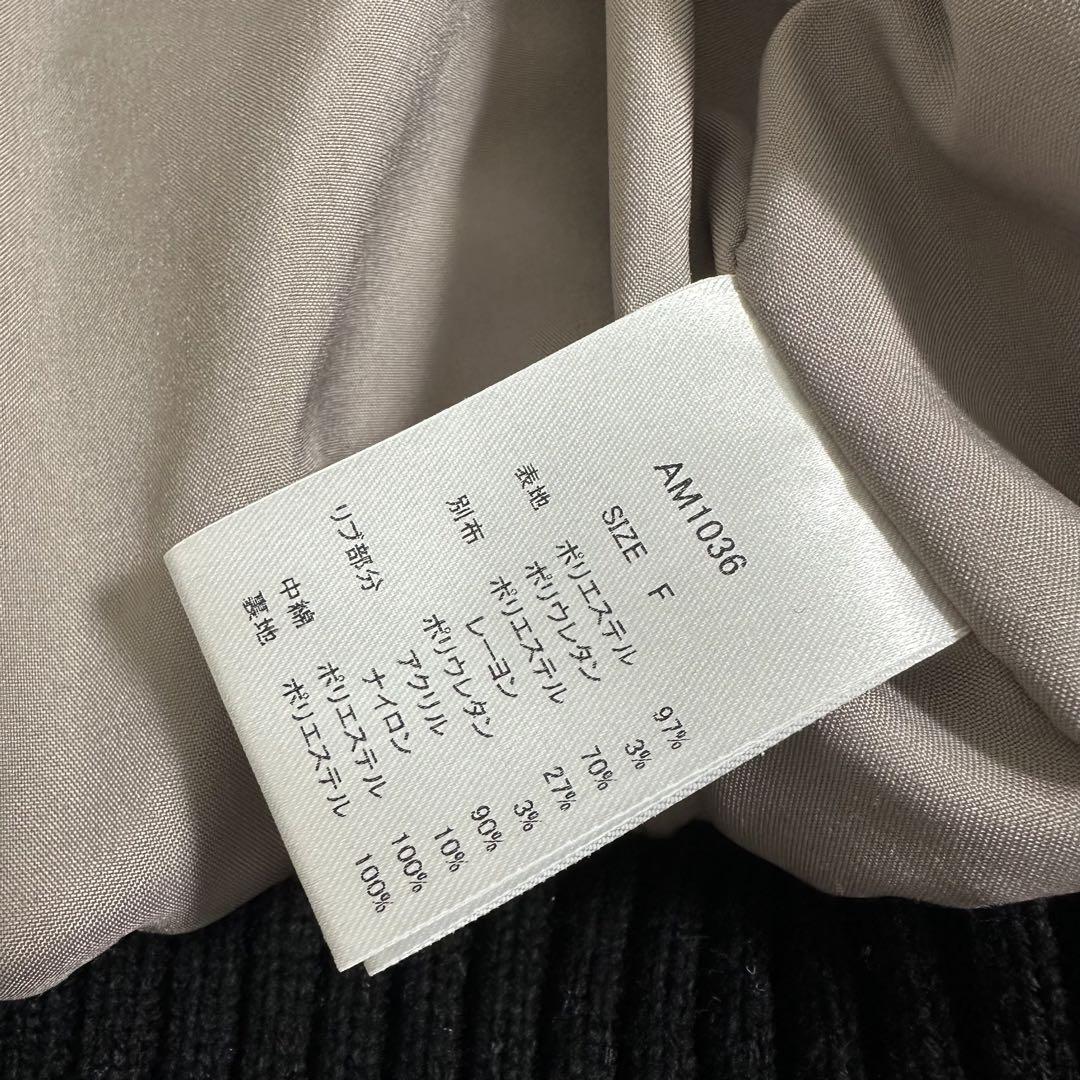 AM1036
SIZE F
表地 ポリエステル 97%
ポリウレタン 3%
別布 ポリエステル 70%
レーヨン 27%
ポリウレタン 3%
リブ部分 アクリル 90%
ナイロン 10%
中綿 ポリエステル 100%
裏地 ポリエステル 100%